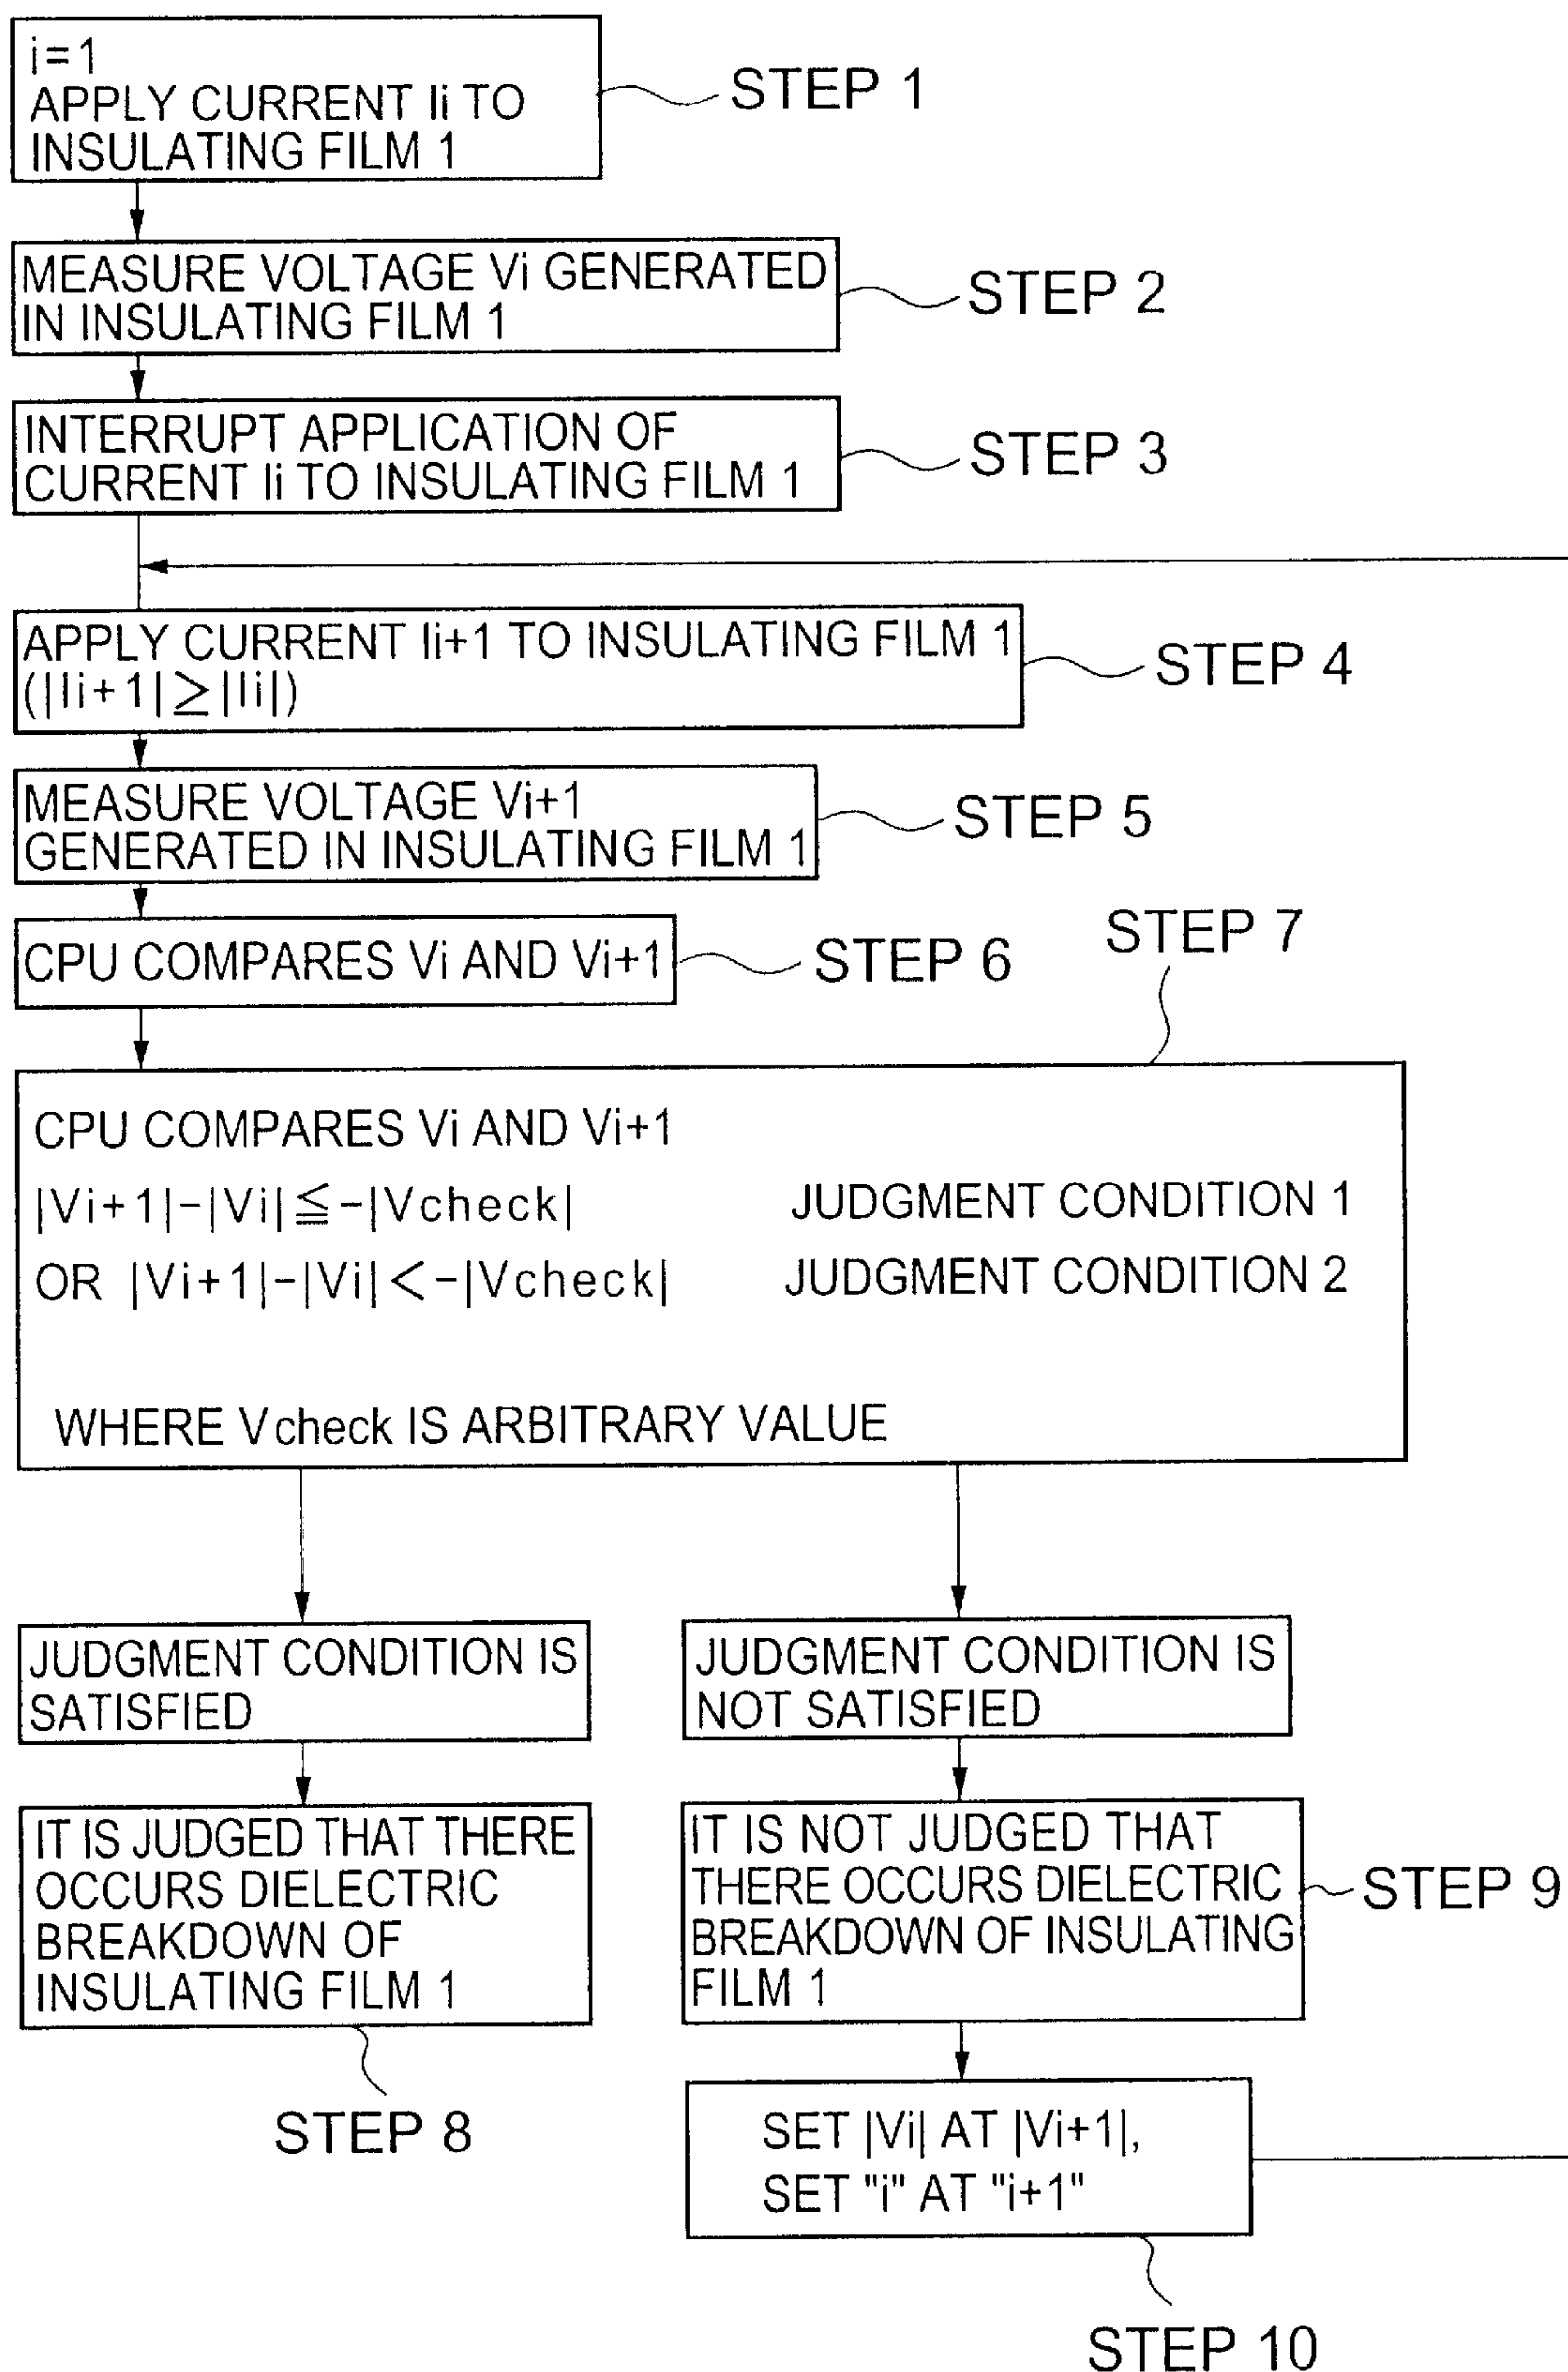 i=1
APPLY CURRENT Ii TO
INSULATING FILM 1
STEP 1
MEASURE VOLTAGE Vi GENERATED
IN INSULATING FILM 1
STEP 2
INTERRUPT APPLICATION OF
CURRENT Ii TO INSULATING FILM 1
STEP 3
APPLY CURRENT Ii+1 TO INSULATING FILM 1
(|Ii+1|≧|Ii|)
STEP 4
MEASURE VOLTAGE Vi+1
GENERATED IN INSULATING FILM 1
STEP 5
CPU COMPARES Vi AND Vi+1
STEP 6
STEP 7
CPU COMPARES Vi AND Vi+1
|Vi+1|-|Vi|≦-|Vcheck| JUDGMENT CONDITION 1
OR |Vi+1|-|Vi|<-|Vcheck| JUDGMENT CONDITION 2
WHERE Vcheck IS ARBITRARY VALUE
JUDGMENT CONDITION IS
SATISFIED
JUDGMENT CONDITION IS
NOT SATISFIED
IT IS JUDGED THAT THERE
OCCURS DIELECTRIC
BREAKDOWN OF
INSULATING FILM 1
STEP 8
IT IS NOT JUDGED THAT
THERE OCCURS DIELECTRIC
BREAKDOWN OF INSULATING
FILM 1
STEP 9
SET |Vi| AT |Vi+1|,
SET "i" AT "i+1"
STEP 10